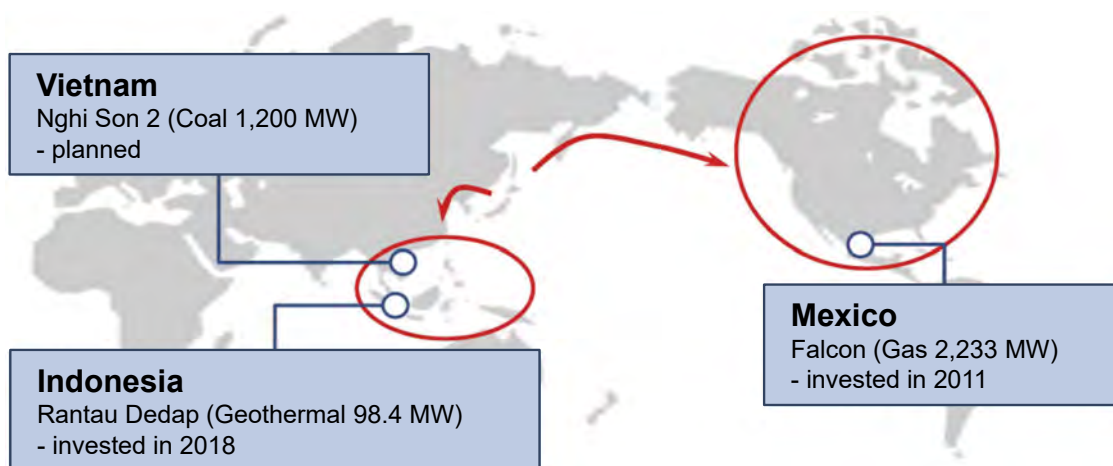 Vietnam
Nghi Son 2 (Coal 1,200 MW)
- planned
Indonesia
Rantau Dedap (Geothermal 98.4 MW)
- invested in 2018
Mexico
Falcon (Gas 2,233 MW)
- invested in 2011